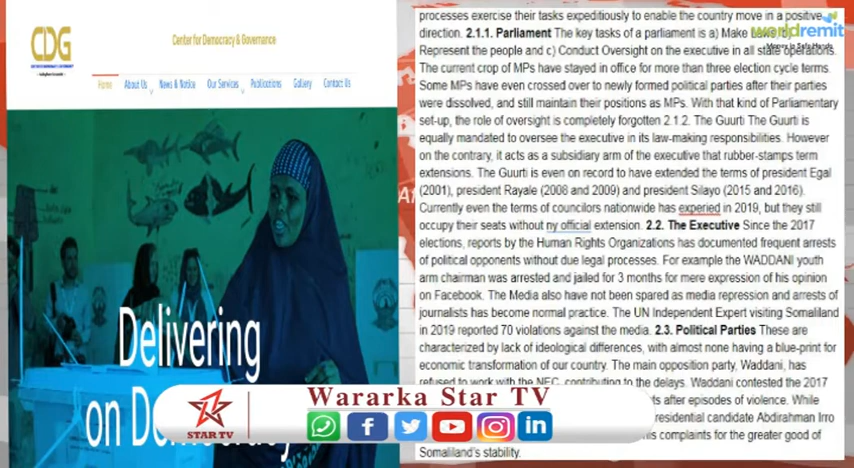 CDG
Center for Democracy & Governance
Home
About Us
News & Notice
Our Services
Publications
Gallery
Contact Us
Delivering
on
worldremit
processes exercise their tasks expeditiously to enable the country move in a positive
direction. 2.1.1. Parliament The key tasks of a parliament is a) Make
Represent the people and c) Conduct Oversight on the executive in all state operations.
The current crop of MPs have stayed in office for more than three election cycle terms.
Some MPs have even crossed over to newly formed political parties after their parties
were dissolved, and still maintain their positions as MPs. With that kind of Parliamentary
set-up, the role of oversight is completely forgotten 2.1.2. The Guurti The Guurti is
equally mandated to oversee the executive in its law-making responsibilities. However
on the contrary, it acts as a subsidiary arm of the executive that rubber-stamps term
extensions. The Guurti is even on record to have extended the terms of president Egal
(2001), president Rayale (2008 and 2009) and president Silayo (2015 and 2016).
Currently even the terms of councilors nationwide has experied in 2019, but they still
occupy their seats without ny official extension. 2.2. The Executive Since the 2017
elections, reports by the Human Rights Organizations has documented frequent arrests
of political opponents without due legal processes. For example the WADDANI youth
arm chairman was arrested and jailed for 3 months for mere expression of his opinion
on Facebook. The Media also have not been spared as media repression and arrests of
journalists has become normal practice. The UN Independent Expert visiting Somaliland
in 2019 reported 70 violations against the media. 2.3. Political Parties These are
characterized by lack of ideological differences, with almost none having a blue-print for
economic transformation of our country. The main opposition party, Waddani, has
refused to work with the NEC, contributing to the delays. Waddani contested the 2017
after episodes of violence. While
residential candidate Abdirahman Irro
his complaints for the greater good of
Somaliland's stability.
STAR TV
Wararka Star TV
in